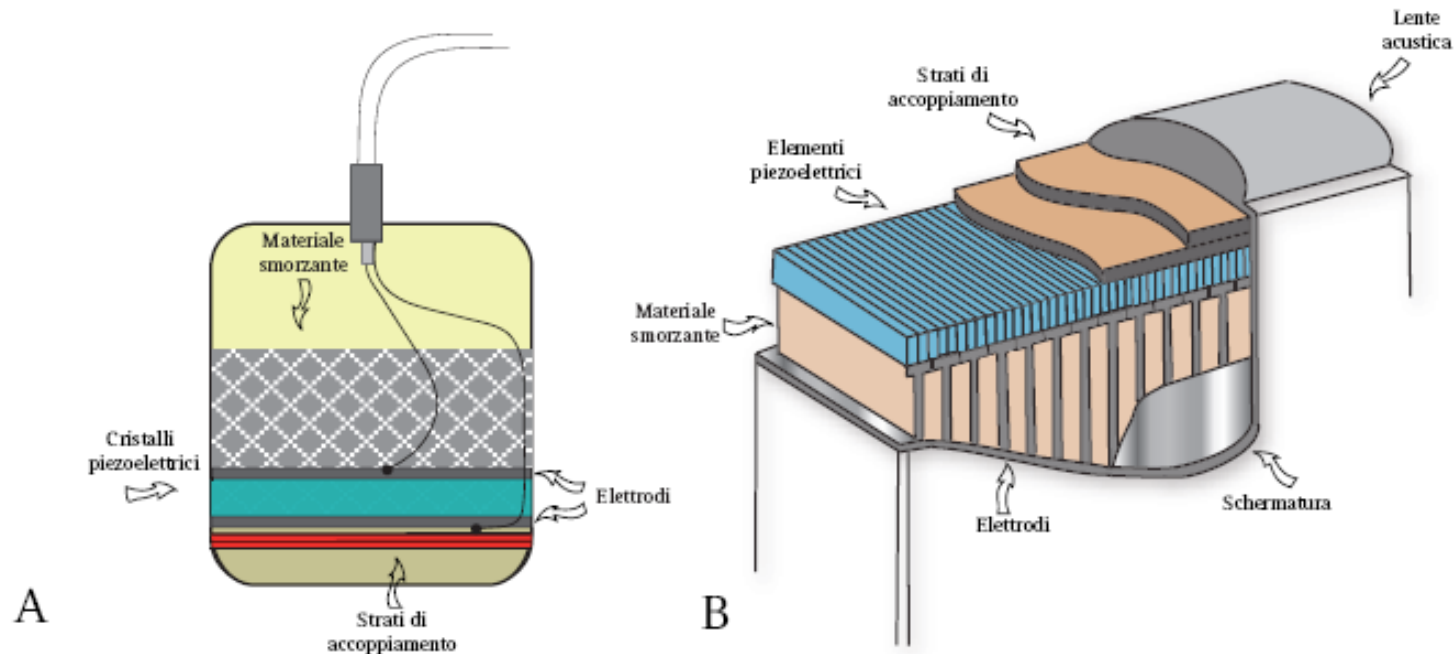 Materiale
smorzante
Cristalli
piezoelettrici
Elettrodi
Strati di
accoppiamento
A
Lente
acustica
Strati di
accoppiamento
Elementi
piezoelettrici
Materiale
smorzante
Elettrodi
Schermatura
B